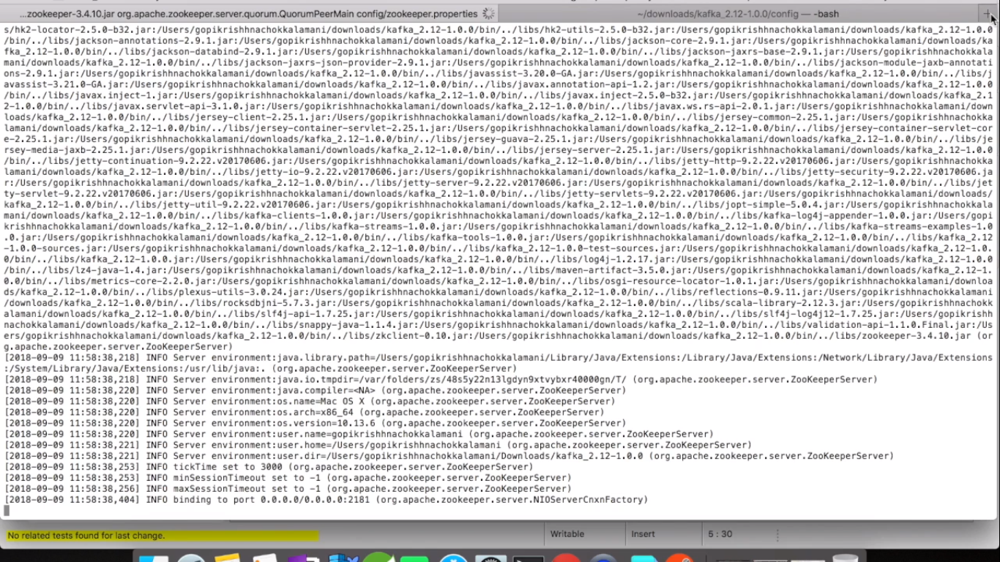 ...zookeeper-3.4.10.jar org.apache.zookeeper.server.quorum.QuorumPeerMain config/zookeeper.properties
~/downloads/kafka_2.12-1.0.0/config — -bash
s/hk2-locator-2.5.0-b32.jar:/Users/gopikrishhnachokkalamani/downloads/kafka_2.12-1.0.0/bin/../libs/hk2-utils-2.5.0-b32.jar:/Users/gopikrishhnachokkalamani/downloads/kafka_2.12-1.0.0
/bin/../libs/jackson-annotations-2.9.1.jar:/Users/gopikrishhnachokkalamani/downloads/kafka_2.12-1.0.0/bin/../libs/jackson-core-2.9.1.jar:/Users/gopikrishhnachokkalamani/downloads/ka
fka_2.12-1.0.0/bin/../libs/jackson-databind-2.9.1.jar:/Users/gopikrishhnachokkalamani/downloads/kafka_2.12-1.0.0/bin/../libs/jackson-jaxrs-base-2.9.1.jar:/Users/gopikrishhnachokkala
mani/downloads/kafka_2.12-1.0.0/bin/../libs/jackson-jaxrs-json-provider-2.9.1.jar:/Users/gopikrishhnachokkalamani/downloads/kafka_2.12-1.0.0/bin/../libs/jackson-module-jaxb-annotati
ons-2.9.1.jar:/Users/gopikrishhnachokkalamani/downloads/kafka_2.12-1.0.0/bin/../libs/javassist-3.20.0-GA.jar:/Users/gopikrishhnachokkalamani/downloads/kafka_2.12-1.0.0/bin/../libs/j
avassist-3.21.0-GA.jar:/Users/gopikrishhnachokkalamani/downloads/kafka_2.12-1.0.0/bin/../libs/javax.annotation-api-1.2.jar:/Users/gopikrishhnachokkalamani/downloads/kafka_2.12-1.0.0
/bin/../libs/javax.inject-1.jar:/Users/gopikrishhnachokkalamani/downloads/kafka_2.12-1.0.0/bin/../libs/javax.inject-2.5.0-b32.jar:/Users/gopikrishhnachokkalamani/downloads/kafka_2.1
2-1.0.0/bin/../libs/javax.servlet-api-3.1.0.jar:/Users/gopikrishhnachokkalamani/downloads/kafka_2.12-1.0.0/bin/../libs/javax.ws.rs-api-2.0.1.jar:/Users/gopikrishhnachokkalamani/down
loads/kafka_2.12-1.0.0/bin/../libs/jersey-client-2.25.1.jar:/Users/gopikrishhnachokkalamani/downloads/kafka_2.12-1.0.0/bin/../libs/jersey-common-2.25.1.jar:/Users/gopikrishhnachokka
lamani/downloads/kafka_2.12-1.0.0/bin/../libs/jersey-container-servlet-2.25.1.jar:/Users/gopikrishhnachokkalamani/downloads/kafka_2.12-1.0.0/bin/../libs/jersey-container-servlet-cor
e-2.25.1.jar:/Users/gopikrishhnachokkalamani/downloads/kafka_2.12-1.0.0/bin/../libs/jersey-guava-2.25.1.jar:/Users/gopikrishhnachokkalamani/downloads/kafka_2.12-1.0.0/bin/../libs/je
rsey-media-jaxb-2.25.1.jar:/Users/gopikrishhnachokkalamani/downloads/kafka_2.12-1.0.0/bin/../libs/jersey-server-2.25.1.jar:/Users/gopikrishhnachokkalamani/downloads/kafka_2.12-1.0.0
/bin/../libs/jetty-continuation-9.2.22.v20170606.jar:/Users/gopikrishhnachokkalamani/downloads/kafka_2.12-1.0.0/bin/../libs/jetty-http-9.2.22.v20170606.jar:/Users/gopikrishhnachokka
lamani/downloads/kafka_2.12-1.0.0/bin/../libs/jetty-io-9.2.22.v20170606.jar:/Users/gopikrishhnachokkalamani/downloads/kafka_2.12-1.0.0/bin/../libs/jetty-security-9.2.22.v20170606.ja
r:/Users/gopikrishhnachokkalamani/downloads/kafka_2.12-1.0.0/bin/../libs/jetty-server-9.2.22.v20170606.jar:/Users/gopikrishhnachokkalamani/downloads/kafka_2.12-1.0.0/bin/../libs/jet
ty-servlet-9.2.22.v20170606.jar:/Users/gopikrishhnachokkalamani/downloads/kafka_2.12-1.0.0/bin/../libs/jetty-servlets-9.2.22.v20170606.jar:/Users/gopikrishhnachokkalamani/downloads/
kafka_2.12-1.0.0/bin/../libs/jetty-util-9.2.22.v20170606.jar:/Users/gopikrishhnachokkalamani/downloads/kafka_2.12-1.0.0/bin/../libs/jopt-simple-5.0.4.jar:/Users/gopikrishhnachokkala
mani/downloads/kafka_2.12-1.0.0/bin/../libs/kafka-clients-1.0.0.jar:/Users/gopikrishhnachokkalamani/downloads/kafka_2.12-1.0.0/bin/../libs/kafka-log4j-appender-1.0.0.jar:/Users/gopi
krishhnachokkalamani/downloads/kafka_2.12-1.0.0/bin/../libs/kafka-streams-1.0.0.jar:/Users/gopikrishhnachokkalamani/downloads/kafka_2.12-1.0.0/bin/../libs/kafka-streams-examples-1.0
.0.jar:/Users/gopikrishhnachokkalamani/downloads/kafka_2.12-1.0.0/bin/../libs/kafka-tools-1.0.0.jar:/Users/gopikrishhnachokkalamani/downloads/kafka_2.12-1.0.0/bin/../libs/kafka_2.12
-1.0.0-sources.jar:/Users/gopikrishhnachokkalamani/downloads/kafka_2.12-1.0.0/bin/../libs/kafka_2.12-1.0.0-test-sources.jar:/Users/gopikrishhnachokkalamani/downloads/kafka_2.12-1.0.
0/bin/../libs/kafka_2.12-1.0.0.jar:/Users/gopikrishhnachokkalamani/downloads/kafka_2.12-1.0.0/bin/../libs/log4j-1.2.17.jar:/Users/gopikrishhnachokkalamani/downloads/kafka_2.12-1.0.0
/bin/../libs/lz4-java-1.4.jar:/Users/gopikrishhnachokkalamani/downloads/kafka_2.12-1.0.0/bin/../libs/maven-artifact-3.5.0.jar:/Users/gopikrishhnachokkalamani/downloads/kafka_2.12-1.
0.0/bin/../libs/metrics-core-2.2.0.jar:/Users/gopikrishhnachokkalamani/downloads/kafka_2.12-1.0.0/bin/../libs/osgi-resource-locator-1.0.1.jar:/Users/gopikrishhnachokkalamani/downloa
ds/kafka_2.12-1.0.0/bin/../libs/plexus-utils-3.0.24.jar:/Users/gopikrishhnachokkalamani/downloads/kafka_2.12-1.0.0/bin/../libs/reflections-0.9.11.jar:/Users/gopikrishhnachokkalamani
/downloads/kafka_2.12-1.0.0/bin/../libs/rocksdbjni-5.7.3.jar:/Users/gopikrishhnachokkalamani/downloads/kafka_2.12-1.0.0/bin/../libs/scala-library-2.12.3.jar:/Users/gopikrishhnachokk
alamani/downloads/kafka_2.12-1.0.0/bin/../libs/slf4j-api-1.7.25.jar:/Users/gopikrishhnachokkalamani/downloads/kafka_2.12-1.0.0/bin/../libs/slf4j-log4j12-1.7.25.jar:/Users/gopikrishh
nachokkalamani/downloads/kafka_2.12-1.0.0/bin/../libs/snappy-java-1.1.4.jar:/Users/gopikrishhnachokkalamani/downloads/kafka_2.12-1.0.0/bin/../libs/validation-api-1.1.0.Final.jar:/Us
ers/gopikrishhnachokkalamani/downloads/kafka_2.12-1.0.0/bin/../libs/zkclient-0.10.jar:/Users/gopikrishhnachokkalamani/downloads/kafka_2.12-1.0.0/bin/../libs/zookeeper-3.4.10.jar (or
g.apache.zookeeper.server.ZooKeeperServer)
[2018-09-09 11:58:38,218] INFO Server environment:java.library.path=/Users/gopikrishhnachokkalamani/Library/Java/Extensions:/Library/Java/Extensions:/Network/Library/Java/Extensions
:/System/Library/Java/Extensions:/usr/lib/java:. (org.apache.zookeeper.server.ZooKeeperServer)
[2018-09-09 11:58:38,218] INFO Server environment:java.io.tmpdir=/var/folders/zs/48s5y22n13lgdyn9xtvybxr40000gn/T/ (org.apache.zookeeper.server.ZooKeeperServer)
[2018-09-09 11:58:38,220] INFO Server environment:java.compiler=<NA> (org.apache.zookeeper.server.ZooKeeperServer)
[2018-09-09 11:58:38,220] INFO Server environment:os.name=Mac OS X (org.apache.zookeeper.server.ZooKeeperServer)
[2018-09-09 11:58:38,220] INFO Server environment:os.arch=x86_64 (org.apache.zookeeper.server.ZooKeeperServer)
[2018-09-09 11:58:38,220] INFO Server environment:os.version=10.13.6 (org.apache.zookeeper.server.ZooKeeperServer)
[2018-09-09 11:58:38,220] INFO Server environment:user.name=gopikrishhnachokkalamani (org.apache.zookeeper.server.ZooKeeperServer)
[2018-09-09 11:58:38,221] INFO Server environment:user.home=/Users/gopikrishhnachokkalamani (org.apache.zookeeper.server.ZooKeeperServer)
[2018-09-09 11:58:38,221] INFO Server environment:user.dir=/Users/gopikrishhnachokkalamani/Downloads/kafka_2.12-1.0.0 (org.apache.zookeeper.server.ZooKeeperServer)
[2018-09-09 11:58:38,253] INFO tickTime set to 3000 (org.apache.zookeeper.server.ZooKeeperServer)
[2018-09-09 11:58:38,253] INFO minSessionTimeout set to -1 (org.apache.zookeeper.server.ZooKeeperServer)
[2018-09-09 11:58:38,256] INFO maxSessionTimeout set to -1 (org.apache.zookeeper.server.ZooKeeperServer)
[2018-09-09 11:58:38,404] INFO binding to port 0.0.0.0/0.0.0.0:2181 (org.apache.zookeeper.server.NIOServerCnxnFactory)
No related tests found for last change.
Writable
Insert
5 : 30